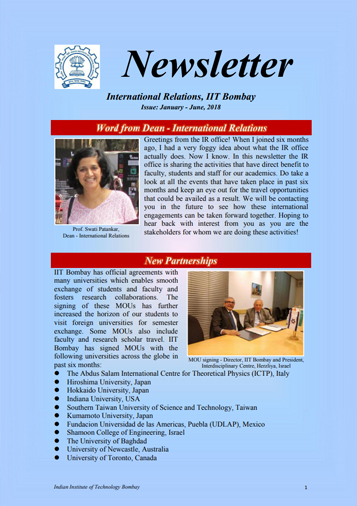 Newsletter
International Relations, IIT Bombay
Issue: January - June, 2018
Word from Dean - International Relations
Greetings from the IR office! When I joined six months
ago, I had a very foggy idea about what the IR office
actually does. Now I know. In this newsletter the IR
office is sharing the activities that have direct benefit to
faculty, students and staff for our academics. Do take a
look at all the events that have taken place in past six
months and keep an eye out for the travel opportunities
that could be availed as a result. We will be contacting
you in the future to see how these international
engagements can be taken forward together. Hoping to
hear back with interest from you as you are the
stakeholders for whom we are doing these activities!
Prof. Swati Patankar,
Dean - International Relations
New Partnerships
IIT Bombay has official agreements with
many universities which enables smooth
exchange of students and faculty and
fosters research collaborations. The
signing of these MOUs has further
increased the horizon of our students to
visit foreign universities for semester
exchange. Some MOUs also include
faculty and research scholar travel. IIT
Bombay has signed MOUs with the
following universities across the globe in
past six months:
MOU signing - Director, IIT Bombay and President,
Interdisciplinary Centre, Herzliya, Israel
● The Abdus Salam International Centre for Theoretical Physics (ICTP), Italy
● Hiroshima University, Japan
● Hokkaido University, Japan
● Indiana University, USA
● Southern Taiwan University of Science and Technology, Taiwan
● Kumamoto University, Japan
● Fundacion Universidad de las Americas, Puebla (UDLAP), Mexico
● Shamoon College of Engineering, Israel
● The University of Baghdad
● University of Newcastle, Australia
● University of Toronto, Canada
Indian Institute of Technology Bombay
1